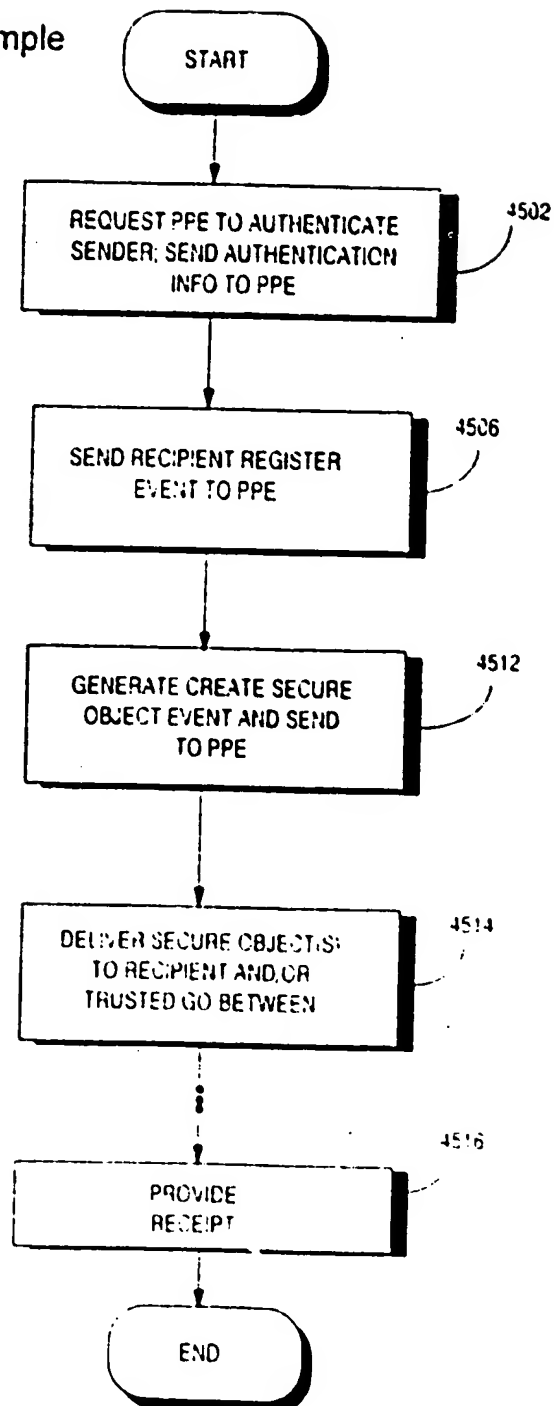 mple
START
REQUEST PPE TO AUTHENTICATE
SENDER; SEND AUTHENTICATION
INFO TO PPE
4502
SEND RECIPIENT REGISTER
EVENT TO PPE
4506
GENERATE CREATE SECURE
OBJECT EVENT AND SEND
TO PPE
4512
DELIVER SECURE OBJECT(S)
TO RECIPIENT AND/OR
TRUSTED GO BETWEEN
4514
PROVIDE
RECEIPT
4516
END